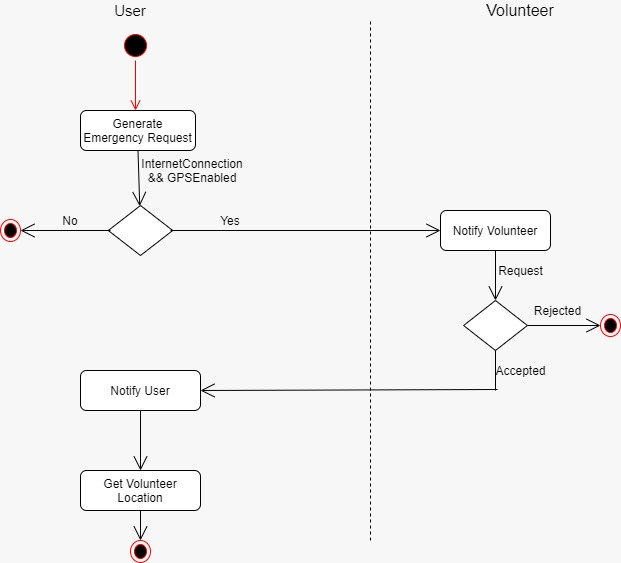 User
Volunteer
Generate
Emergency Request
InternetConnection
&& GPSEnabled
No
Yes
Notify Volunteer
Request
Rejected
Accepted
Notify User
Get Volunteer
Location